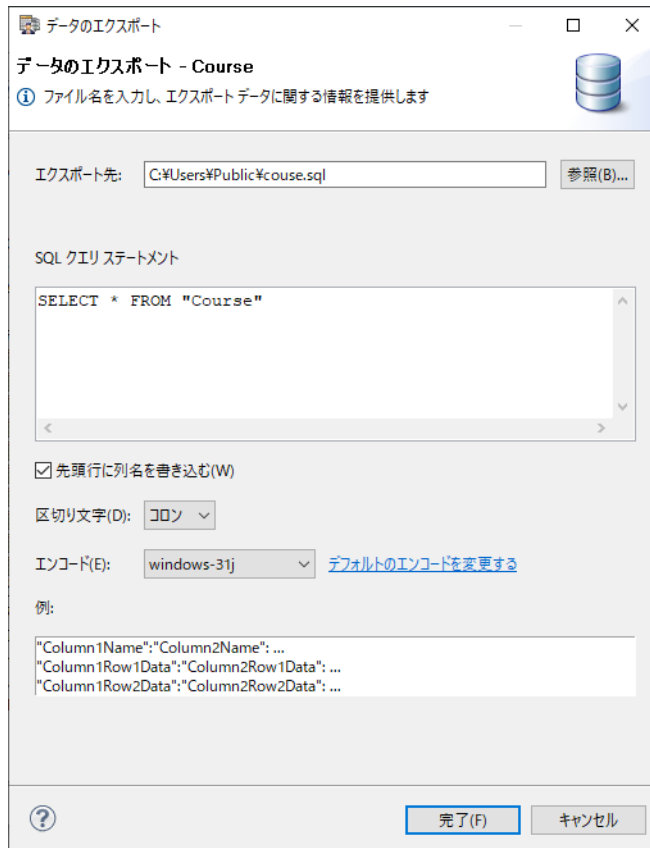 データのエクスポート
データのエクスポート - Course
ファイル名を入力し、エクスポート データに関する情報を提供します
エクスポート先: C:¥Users¥Public¥couse.sql 参照(B)...
SQL クエリ ステートメント
SELECT * FROM "Course"
先頭行に列名を書き込む(W)
区切り文字(D): コロン
エンコード(E): windows-31j デフォルトのエンコードを変更する
例:
"Column1Name":"Column2Name": ...
"Column1Row1Data":"Column2Row1Data": ...
"Column1Row2Data":"Column2Row2Data": ...
完了(F) キャンセル